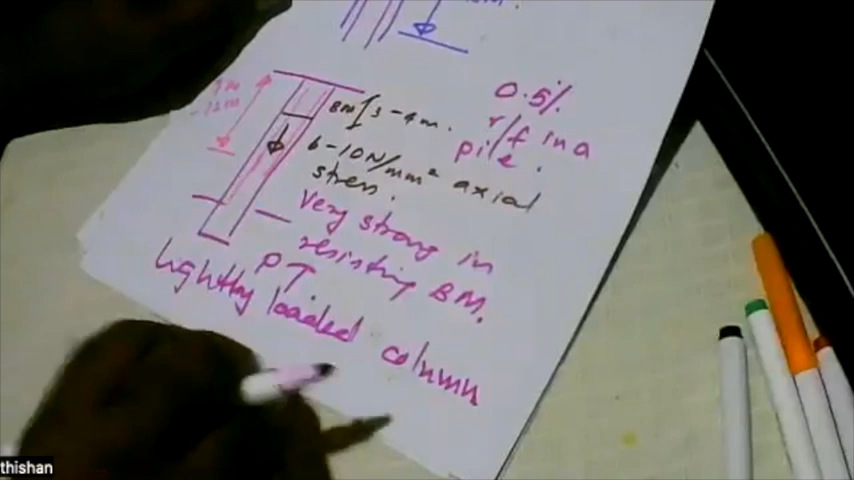 0.5%
r/f in a
pile.
12m
BM 3-4m.
6-10N/mm² axial
stress.
Very strong in
resisting BM.
PT
lightly loaded column
thishan